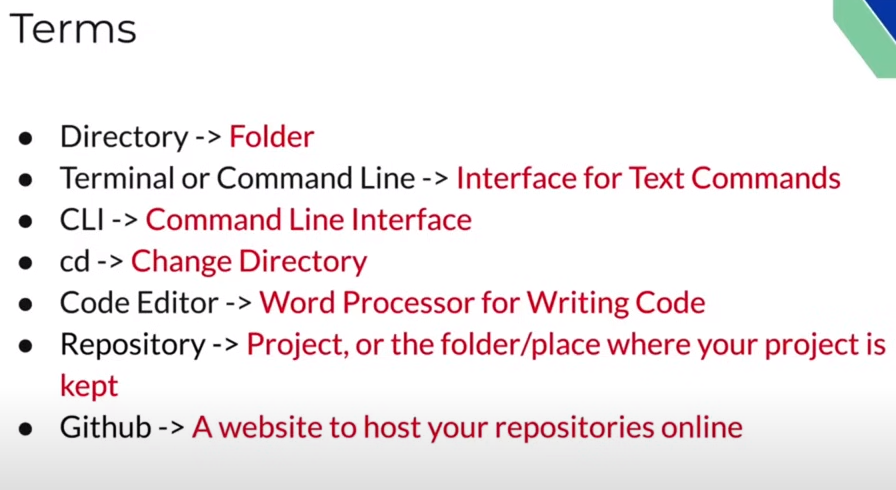 Terms
● Directory -> Folder
● Terminal or Command Line -> Interface for Text Commands
● CLI -> Command Line Interface
● cd -> Change Directory
● Code Editor -> Word Processor for Writing Code
● Repository -> Project, or the folder/place where your project is
kept
● Github -> A website to host your repositories online